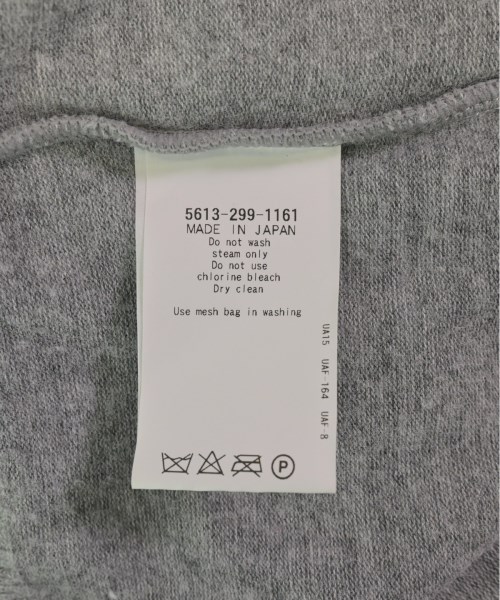 5613-299-1161
MADE IN JAPAN
Do not wash
steam only
Do not use
chlorine bleach
Dry clean
Use mesh bag in washing
UA15 UAF-164 UAF-8
P